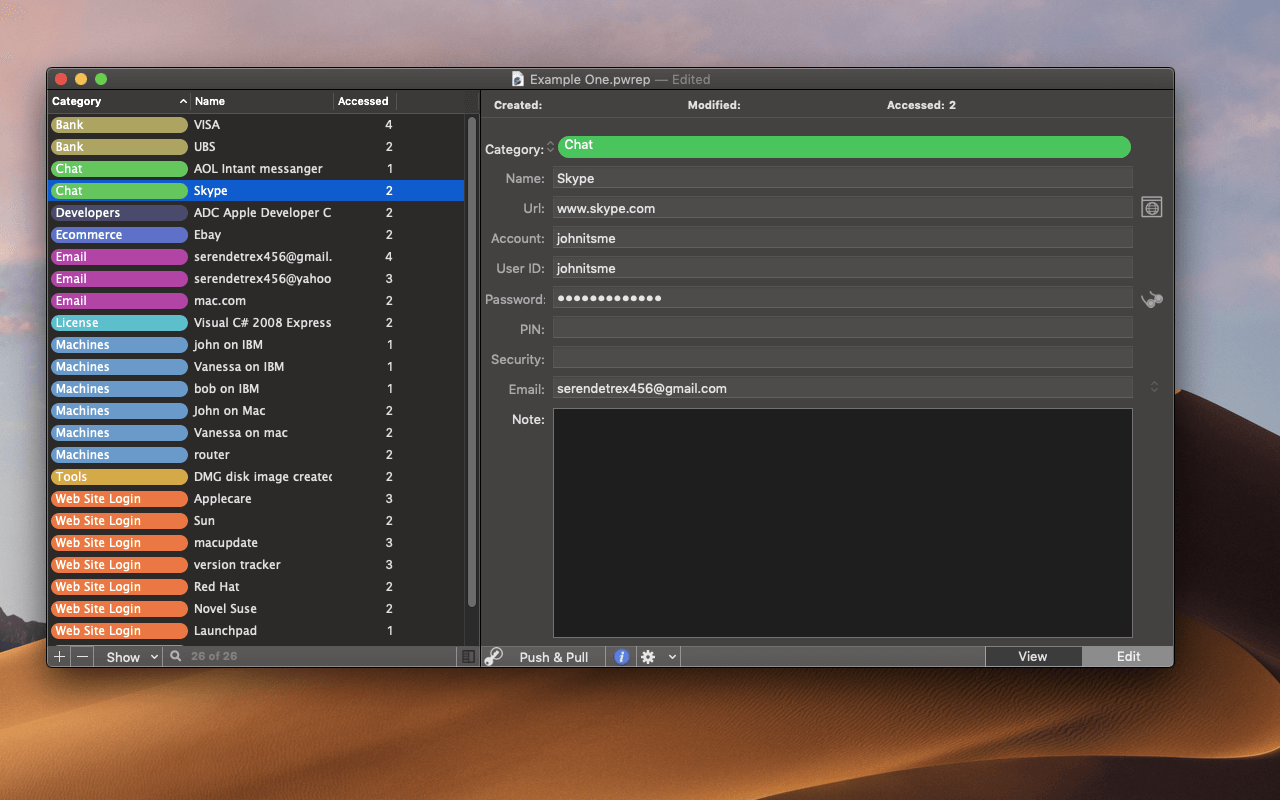 Example One.pwrep — Edited
Category Name Accessed
Bank VISA 4
Bank UBS 2
Chat AOL Intant messanger 1
Chat Skype 2
Developers ADC Apple Developer C 2
Ecommerce Ebay 2
Email serendetrex456@gmail. 4
Email serendetrex456@yahoo 3
Email mac.com 2
License Visual C# 2008 Express 2
Machines john on IBM 1
Machines Vanessa on IBM 1
Machines bob on IBM 1
Machines John on Mac 2
Machines Vanessa on mac 2
Machines router 2
Tools DMG disk image created 2
Web Site Login Applecare 3
Web Site Login Sun 2
Web Site Login macupdate 3
Web Site Login version tracker 3
Web Site Login Red Hat 2
Web Site Login Novel Suse 2
Web Site Login Launchpad 1
Show 26 of 26
Created: Modified: Accessed: 2
Category: Chat
Name: Skype
Url: www.skype.com
Account: johnitsme
User ID: johnitsme
Password: •••••••••••••
PIN:
Security:
Email: serendetrex456@gmail.com
Note:
Push & Pull View Edit